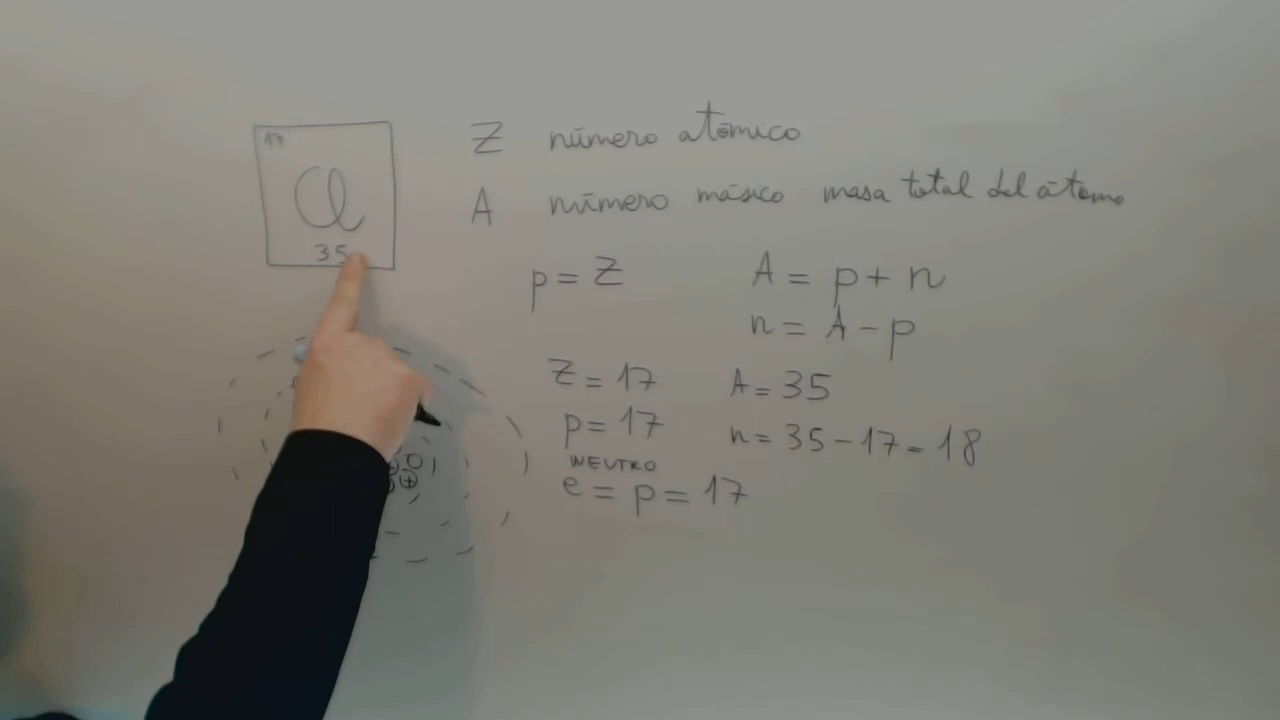 17
Cl
35
Z número atómico
A número másico masa total del átomo
p = Z
A = p + n
n = A - p
Z = 17
A = 35
p = 17
n = 35 - 17 = 18
NEUTRO
e = p = 17